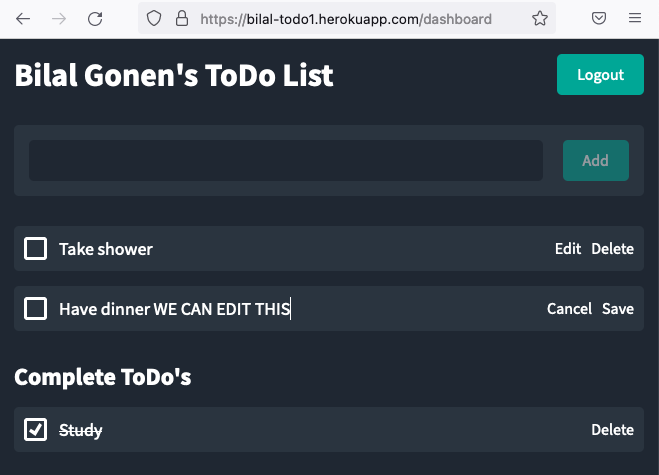 https://bilal-todo1.herokuapp.com/dashboard
Bilal Gonen's ToDo List
Logout
Add
Take shower Edit Delete
Have dinner WE CAN EDIT THIS Cancel Save
Complete ToDo's
Study Delete